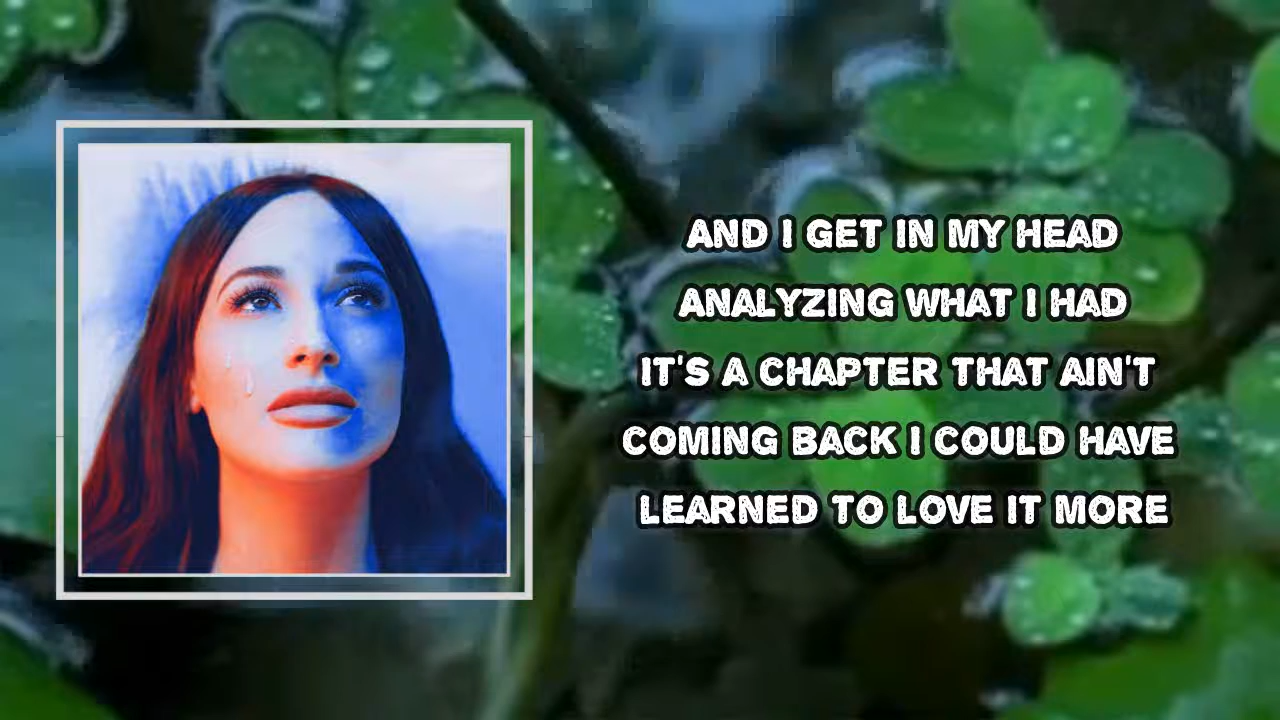 AND I GET IN MY HEAD
ANALYZING WHAT I HAD
IT'S A CHAPTER THAT AIN'T
COMING BACK I COULD HAVE
LEARNED TO LOVE IT MORE